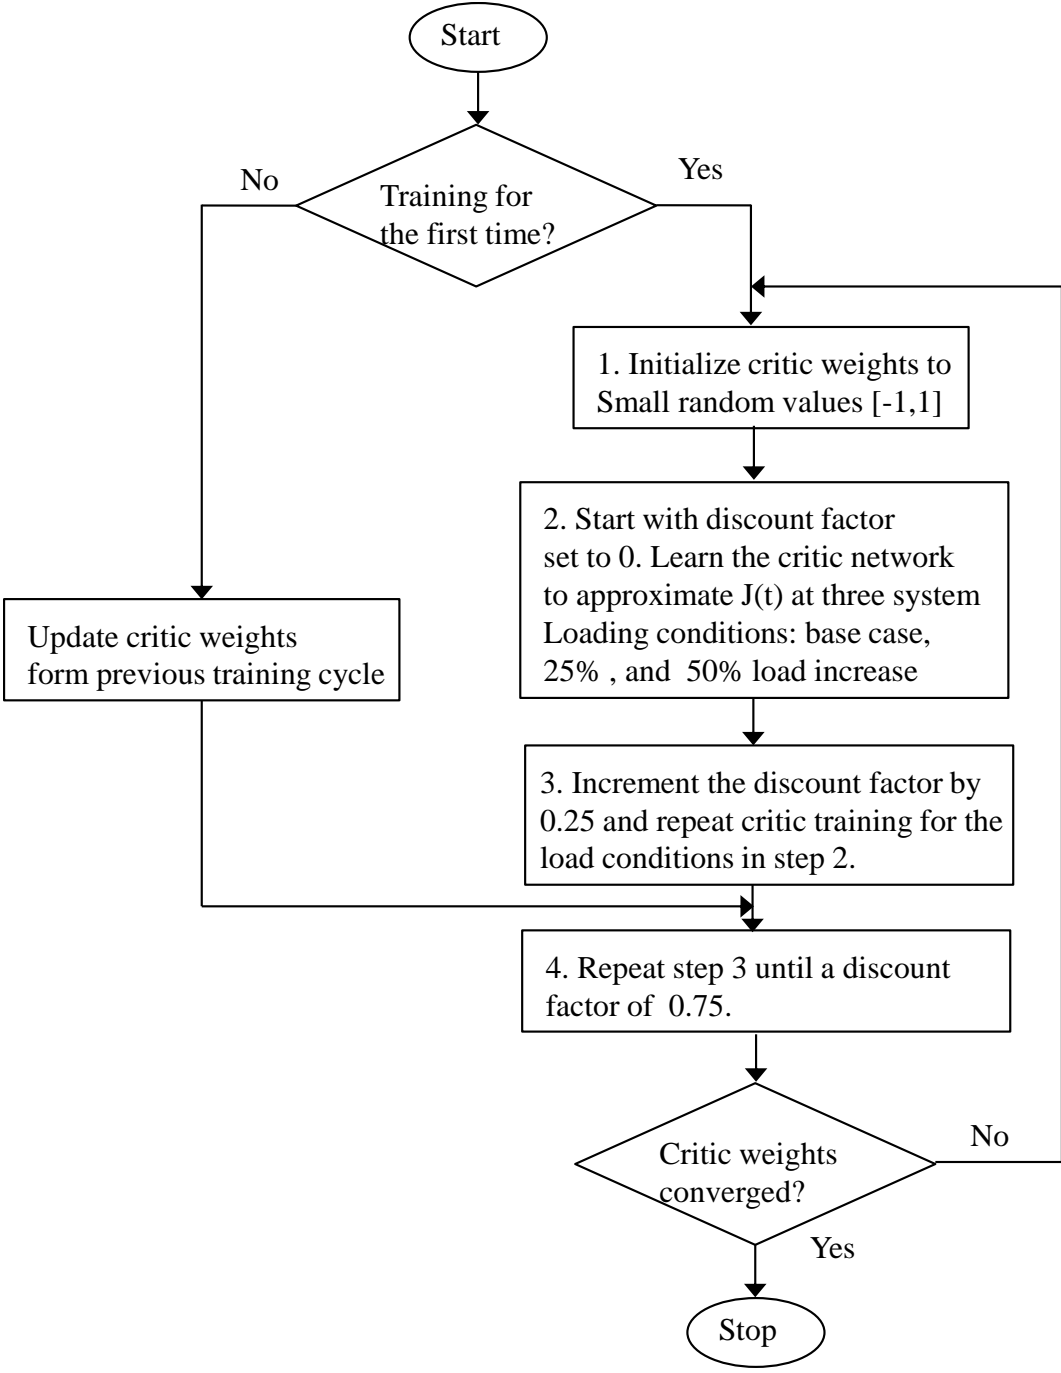 Start
No
Yes
Training for
the first time?
1. Initialize critic weights to
Small random values [-1,1]
2. Start with discount factor
set to 0. Learn the critic network
to approximate J(t) at three system
Loading conditions: base case,
25% , and 50% load increase
Update critic weights
form previous training cycle
3. Increment the discount factor by
0.25 and repeat critic training for the
load conditions in step 2.
4. Repeat step 3 until a discount
factor of 0.75.
Critic weights
converged?
No
Yes
Stop